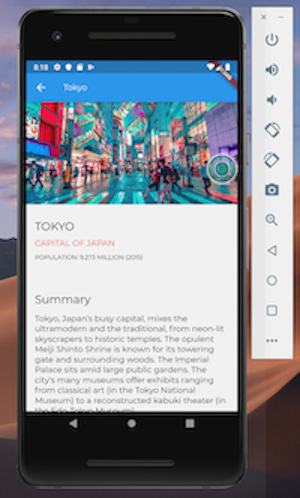 8:18
Tokyo
TOKYO
CAPITAL OF JAPAN
POPULATION: 9.273 MILLION (2015)
Summary
Tokyo, Japan's busy capital, mixes the
ultramodern and the traditional, from neon-lit
skyscrapers to historic temples. The opulent
Meiji Shinto Shrine is known for its towering
gate and surrounding woods. The Imperial
Palace sits amid large public gardens. The
city's many museums offer exhibits ranging
from classical art (in the Tokyo National
Museum) to a reconstructed kabuki theater (in
the Edo-Tokyo Museum).